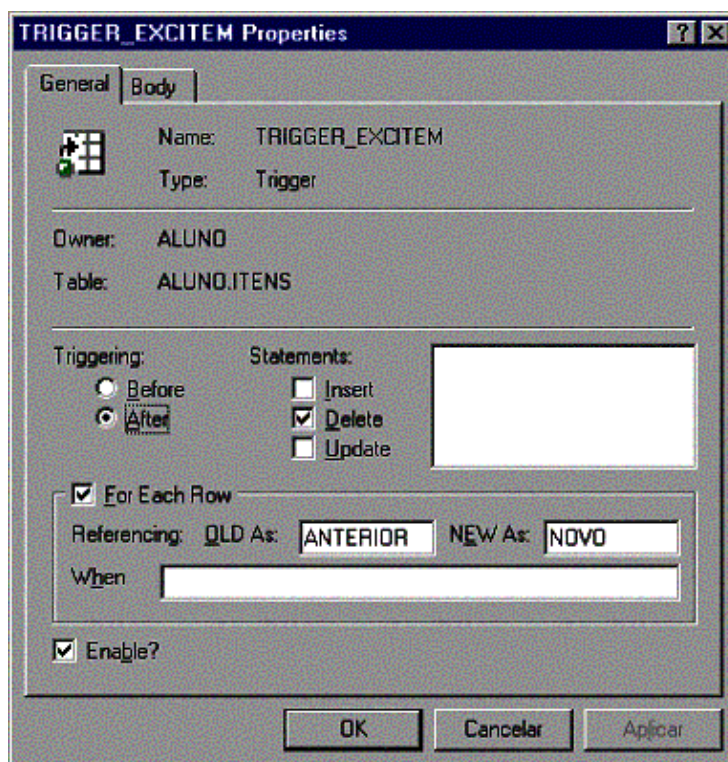 TRIGGER_EXCITEM Properties
General Body
Name: TRIGGER_EXCITEM
Type: Trigger
Owner: ALUNO
Table: ALUNO.ITENS
Triggering: Statements:
Before Insert
After Delete
Update
For Each Row
Referencing: OLD As: ANTERIOR NEW As: NOVO
When
Enable?
OK Cancelar Aplicar